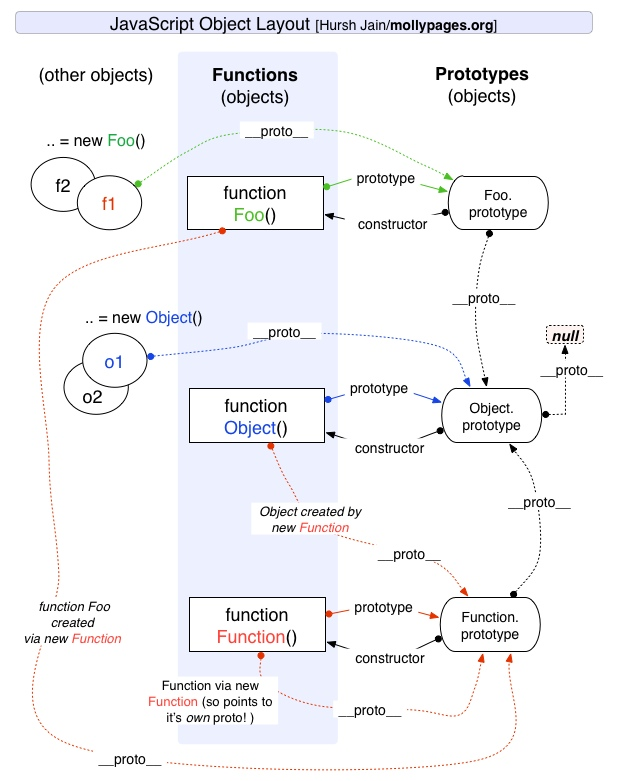 JavaScript Object Layout [Hursh Jain/mollypages.org]
(other objects)
Functions
(objects)
Prototypes
(objects)
.. = new Foo()
__proto__
f2
f1
function
Foo()
prototype
constructor
Foo.
prototype
__proto__
.. = new Object()
__proto__
null
__proto__
o1
o2
function
Object()
prototype
constructor
Object.
prototype
Object created by
new Function
__proto__
__proto__
function Foo
created
via new Function
function
Function()
prototype
constructor
Function.
prototype
Function via new
Function (so points to
it's own proto! )
__proto__
__proto__